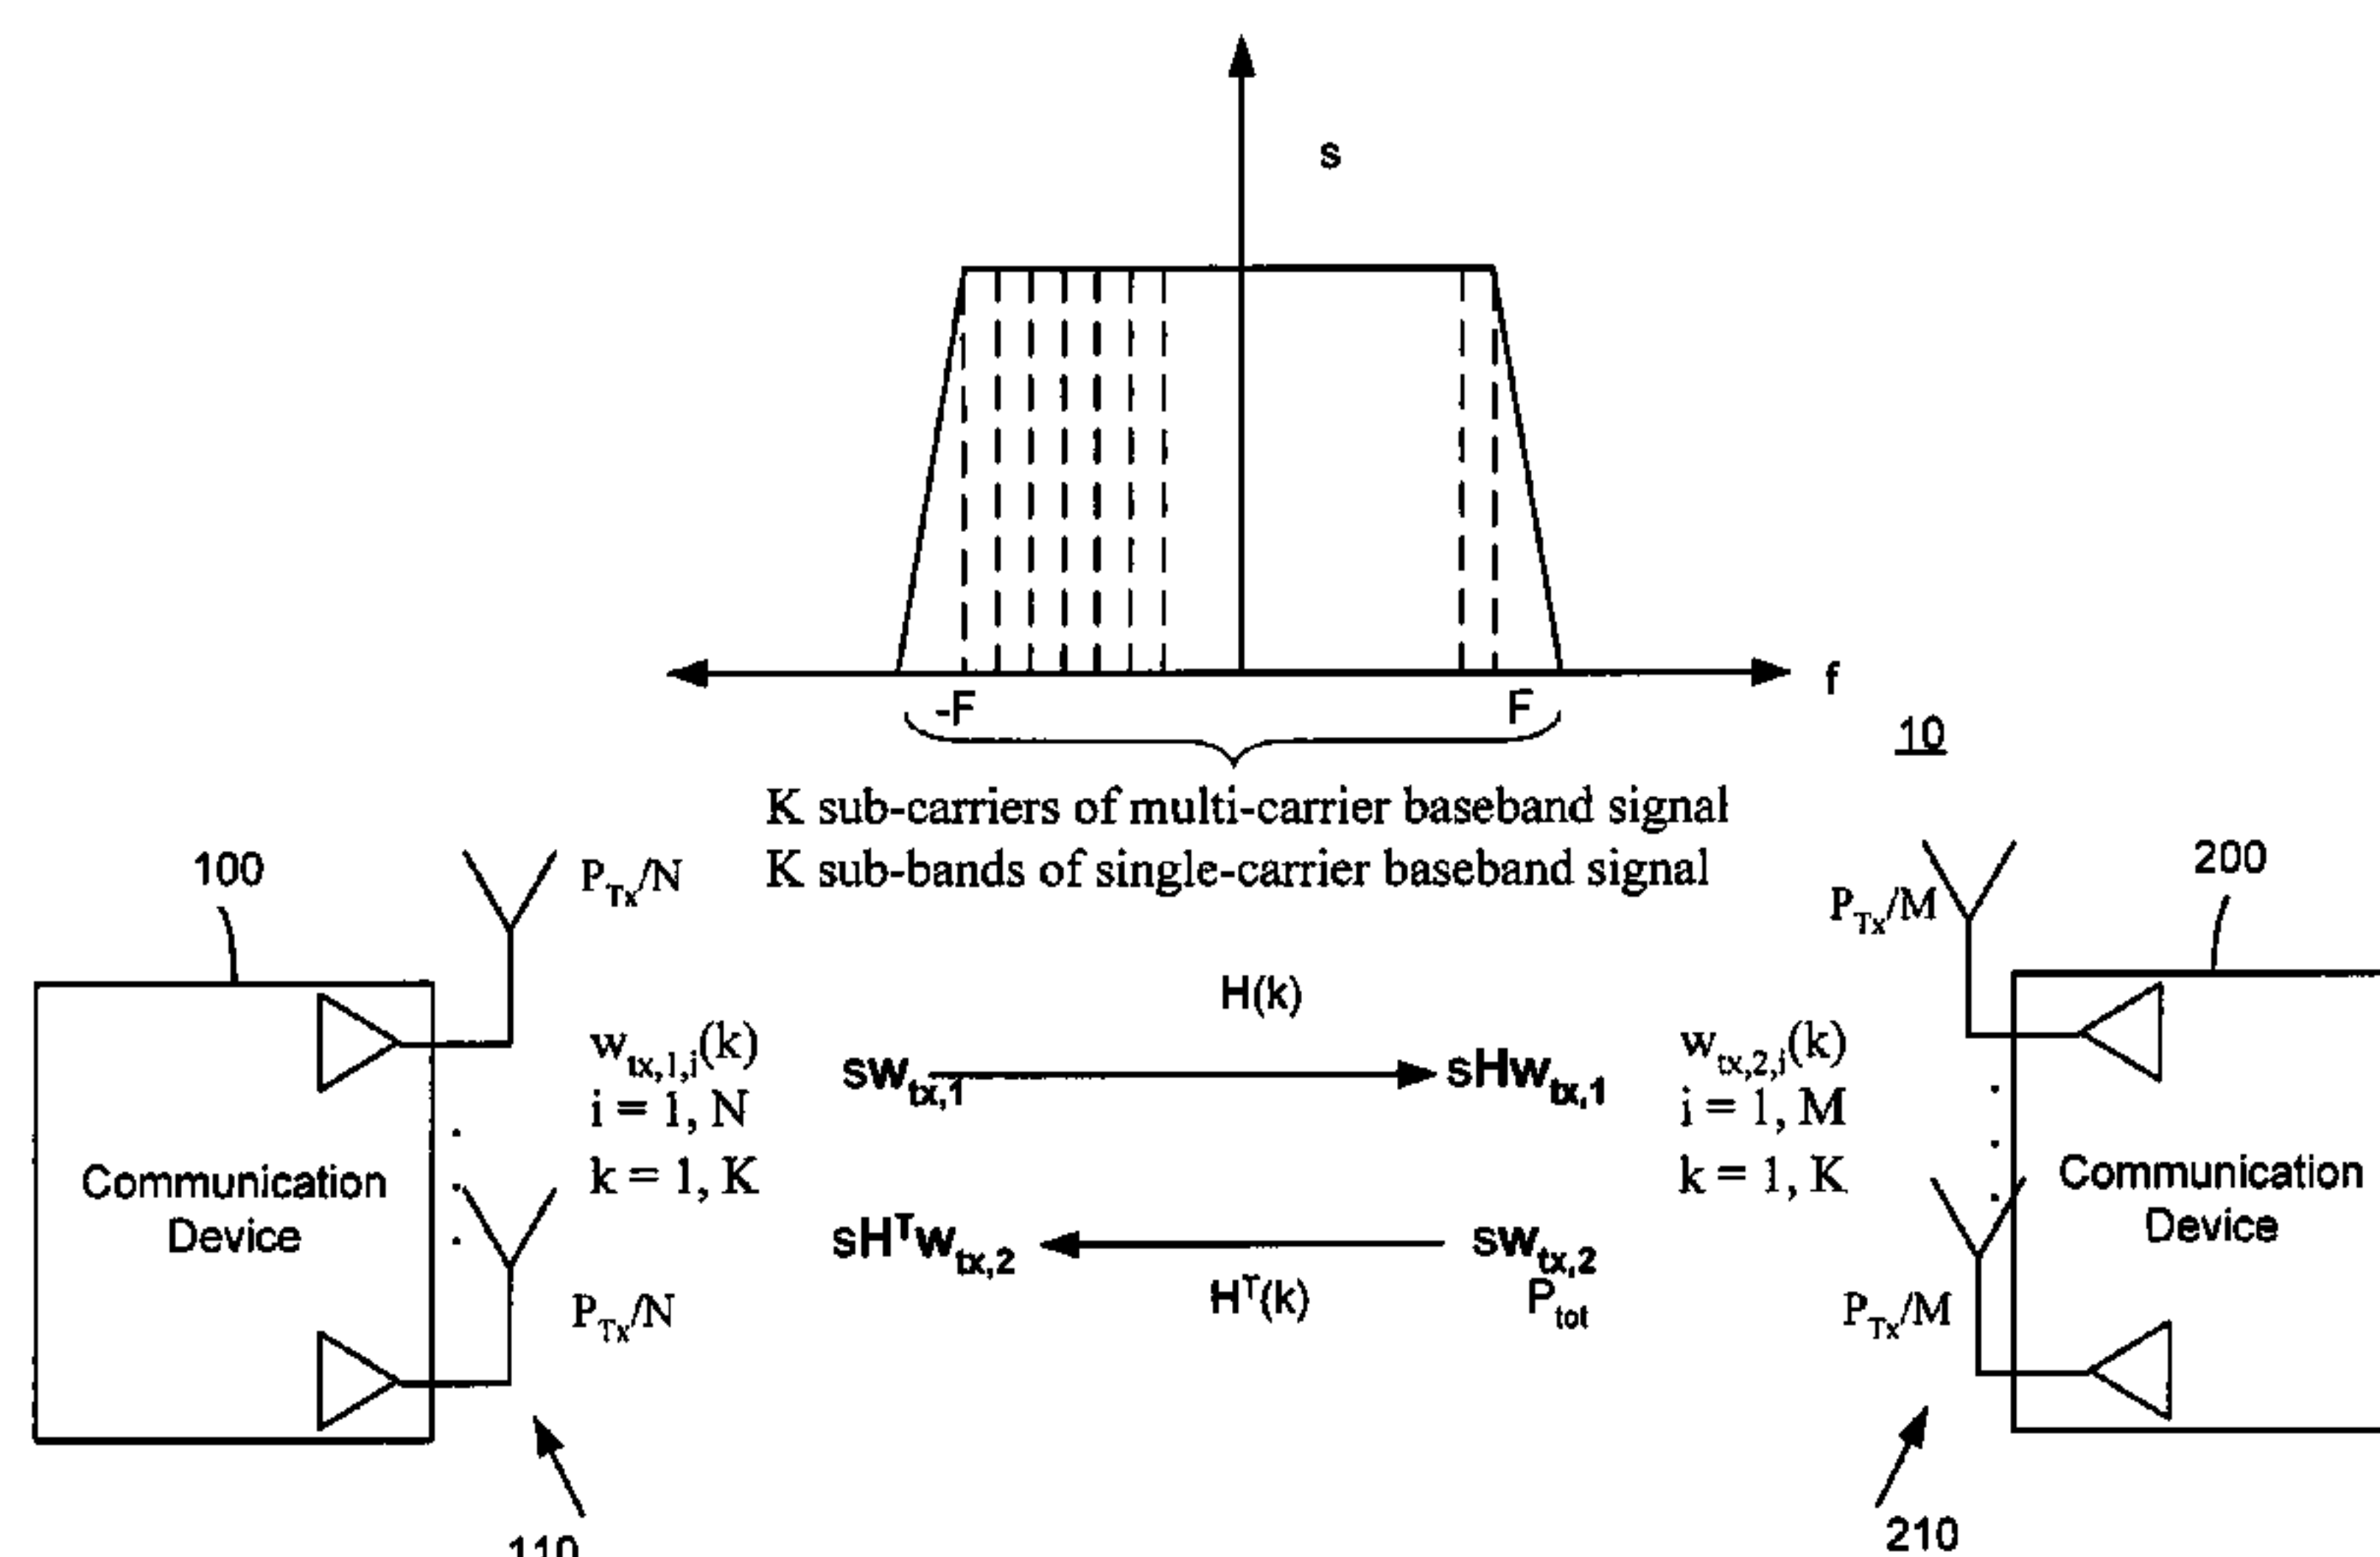 s
f
-F F
10
K sub-carriers of multi-carrier baseband signal
K sub-bands of single-carrier baseband signal
100
P_Tx/N
P_Tx/M
200
H(k)
w_tx,1,i(k)
i = 1, N
k = 1, K
sw_tx,1
sHw_tx,1
w_tx,2,i(k)
i = 1, M
k = 1, K
Communication
Device
Communication
Device
sH^Tw_tx,2
sw_tx,2
H^T(k)
P_tot
P_Tx/N
P_Tx/M
110
210